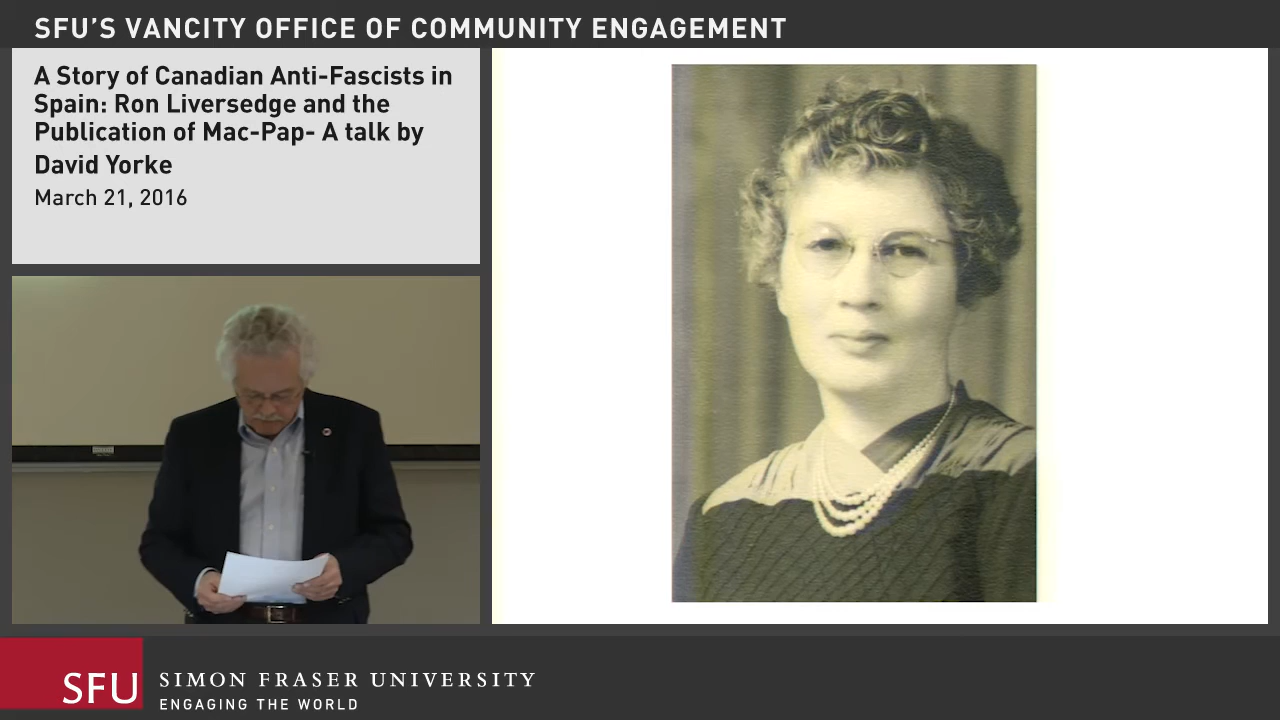 SFU'S VANCITY OFFICE OF COMMUNITY ENGAGEMENT
A Story of Canadian Anti-Fascists in
Spain: Ron Liversedge and the
Publication of Mac-Pap- A talk by
David Yorke
March 21, 2016
SFU
SIMON FRASER UNIVERSITY
ENGAGING THE WORLD